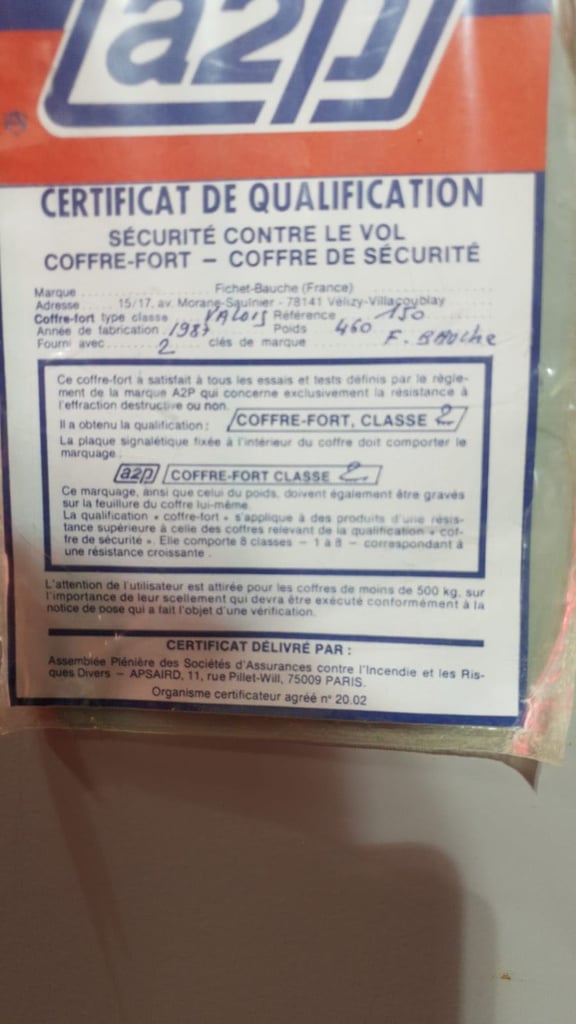 a2p
CERTIFICAT DE QUALIFICATION
SÉCURITÉ CONTRE LE VOL
COFFRE-FORT – COFFRE DE SÉCURITÉ
Marque Fichet-Bauche (France)
Adresse 15/17, av. Morane-Saulnier - 78141 Vélizy-Villacoublay
Coffre-fort type classe VALOIS Référence 150
Année de fabrication 1987 Poids 460 F. BAUche
Fourni avec 2 clés de marque
Ce coffre-fort a satisfait à tous les essais et tests définis par le règle-
ment de la marque A2P qui concerne exclusivement la résistance à
l'effraction destructive ou non.
Il a obtenu la qualification : COFFRE-FORT, CLASSE 2
La plaque signalétique fixée à l'intérieur du coffre doit comporter le
marquage :
a2p COFFRE-FORT CLASSE 2
Ce marquage, ainsi que celui du poids, doivent également être gravés
sur la feuillure du coffre lui-même.
La qualification « coffre-fort » s'applique à des produits d'une résis-
tance supérieure à celle des coffres relevant de la qualification « cof-
fre de sécurité ». Elle comporte 8 classes – 1 à 8 – correspondant à
une résistance croissante.
L'attention de l'utilisateur est attirée pour les coffres de moins de 500 kg, sur
l'importance de leur scellement qui devra être exécuté conformément à la
notice de pose qui a fait l'objet d'une vérification.
CERTIFICAT DÉLIVRÉ PAR :
Assemblée Plénière des Sociétés d'Assurances contre l'Incendie et les Ris-
ques Divers – APSAIRD, 11, rue Pillet-Will, 75009 PARIS.
Organisme certificateur agréé n° 20.02